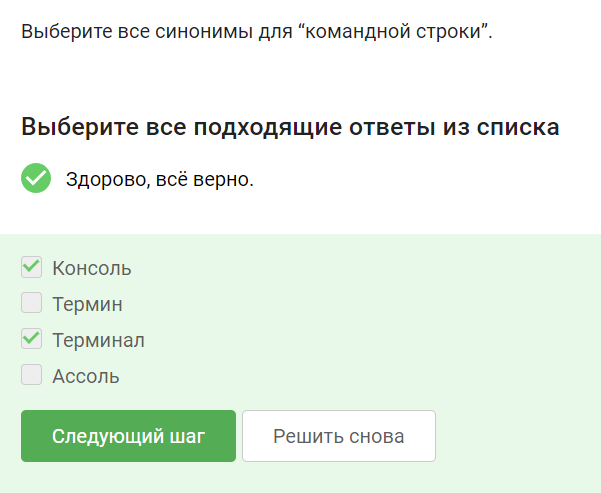 Выберите все синонимы для “командной строки”.
Выберите все подходящие ответы из списка
Здорово, всё верно.
Консоль
Термин
Терминал
Ассоль
Следующий шаг
Решить снова